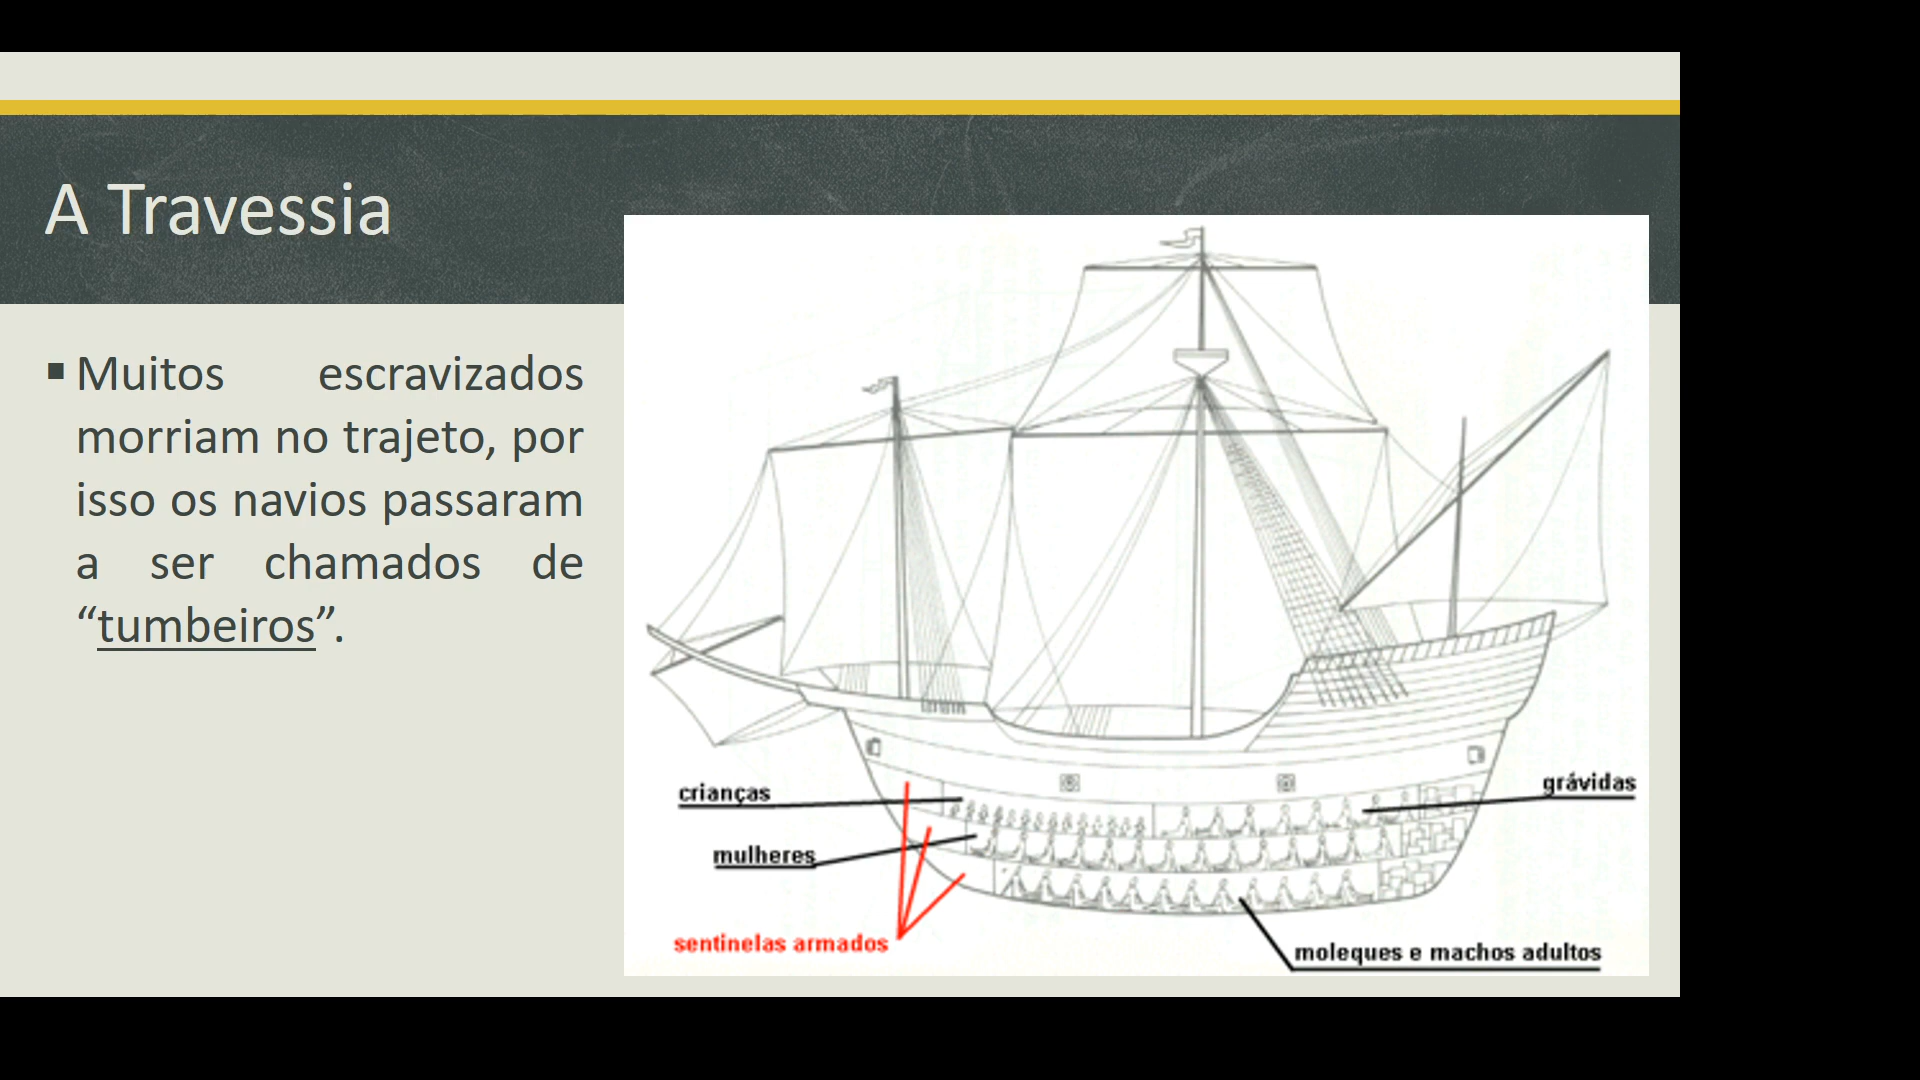 A Travessia
Muitos escravizados
morriam no trajeto, por
isso os navios passaram
a ser chamados de
“tumbeiros”.
crianças
grávidas
mulheres
sentinelas armados
moleques e machos adultos